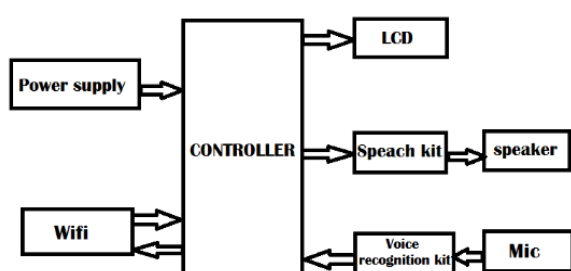 LCD
Power supply
CONTROLLER
Speach kit
speaker
Wifi
Voice
recognition kit
Mic